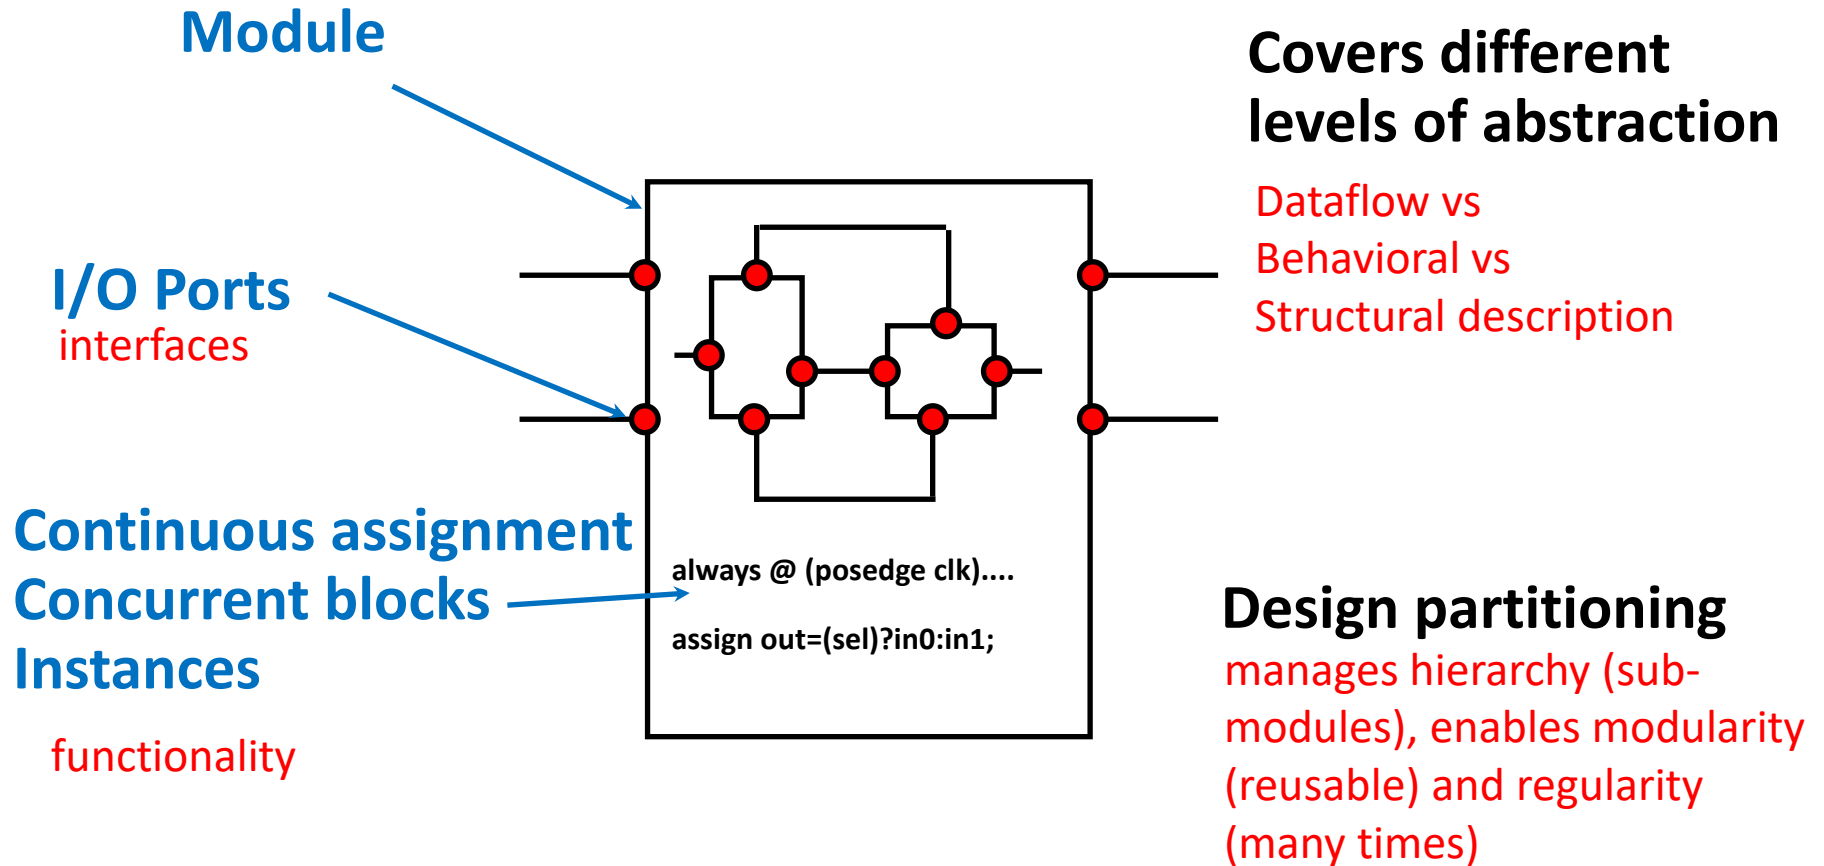 Module
I/O Ports
interfaces
Continuous assignment
Concurrent blocks
Instances
functionality
always @ (posedge clk)....
assign out=(sel)?in0:in1;
Covers different
levels of abstraction
Dataflow vs
Behavioral vs
Structural description
Design partitioning
manages hierarchy (sub-
modules), enables modularity
(reusable) and regularity
(many times)